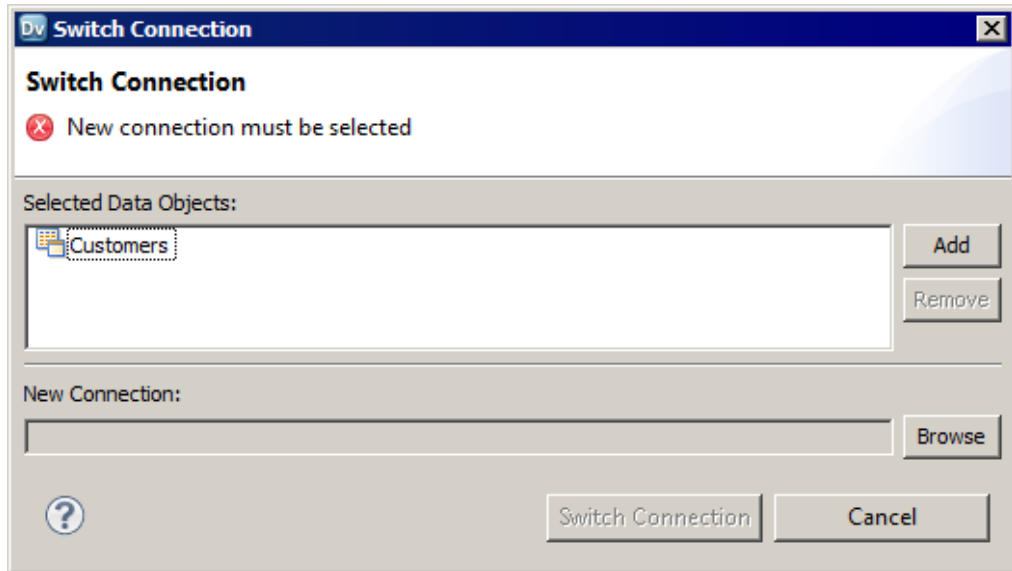 Dv Switch Connection
Switch Connection
New connection must be selected
Selected Data Objects:
Customers
Add
Remove
New Connection:
Browse
?
Switch Connection
Cancel